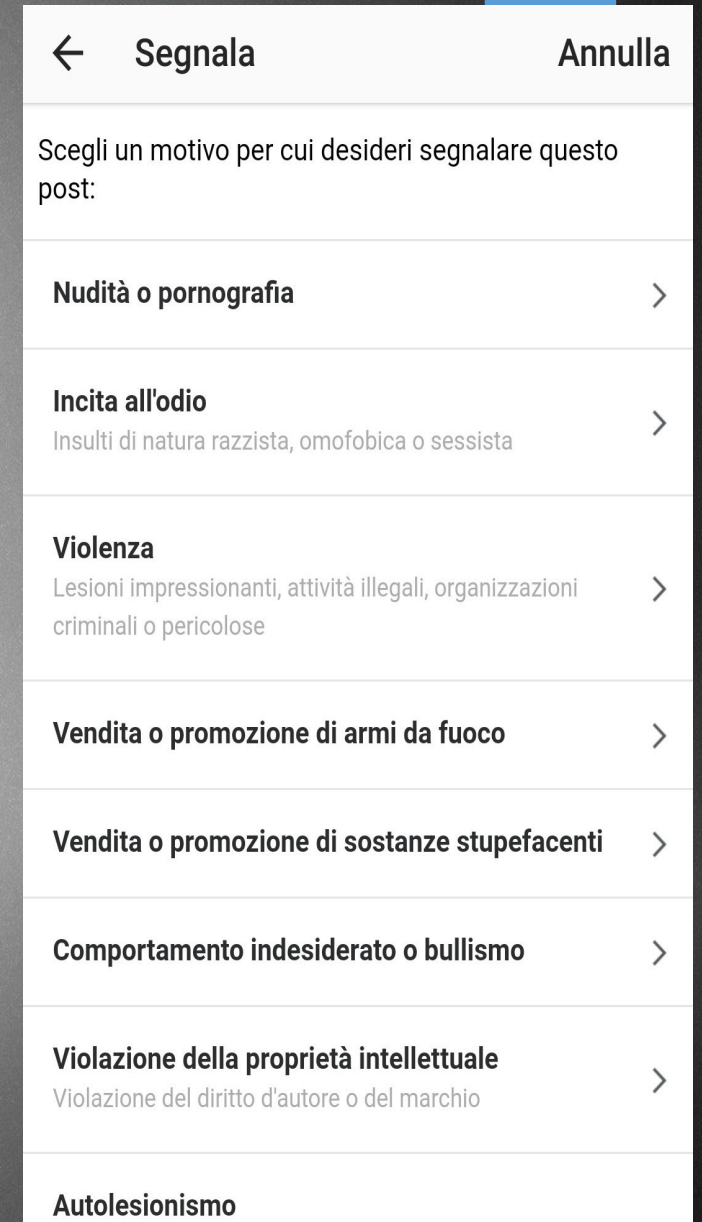 Segnala
Annulla
Scegli un motivo per cui desideri segnalare questo
post:
Nudità o pornografia
Incita all'odio
Insulti di natura razzista, omofobica o sessista
Violenza
Lesioni impressionanti, attività illegali, organizzazioni
criminali o pericolose
Vendita o promozione di armi da fuoco
Vendita o promozione di sostanze stupefacenti
Comportamento indesiderato o bullismo
Violazione della proprietà intellettuale
Violazione del diritto d'autore o del marchio
Autolesionismo